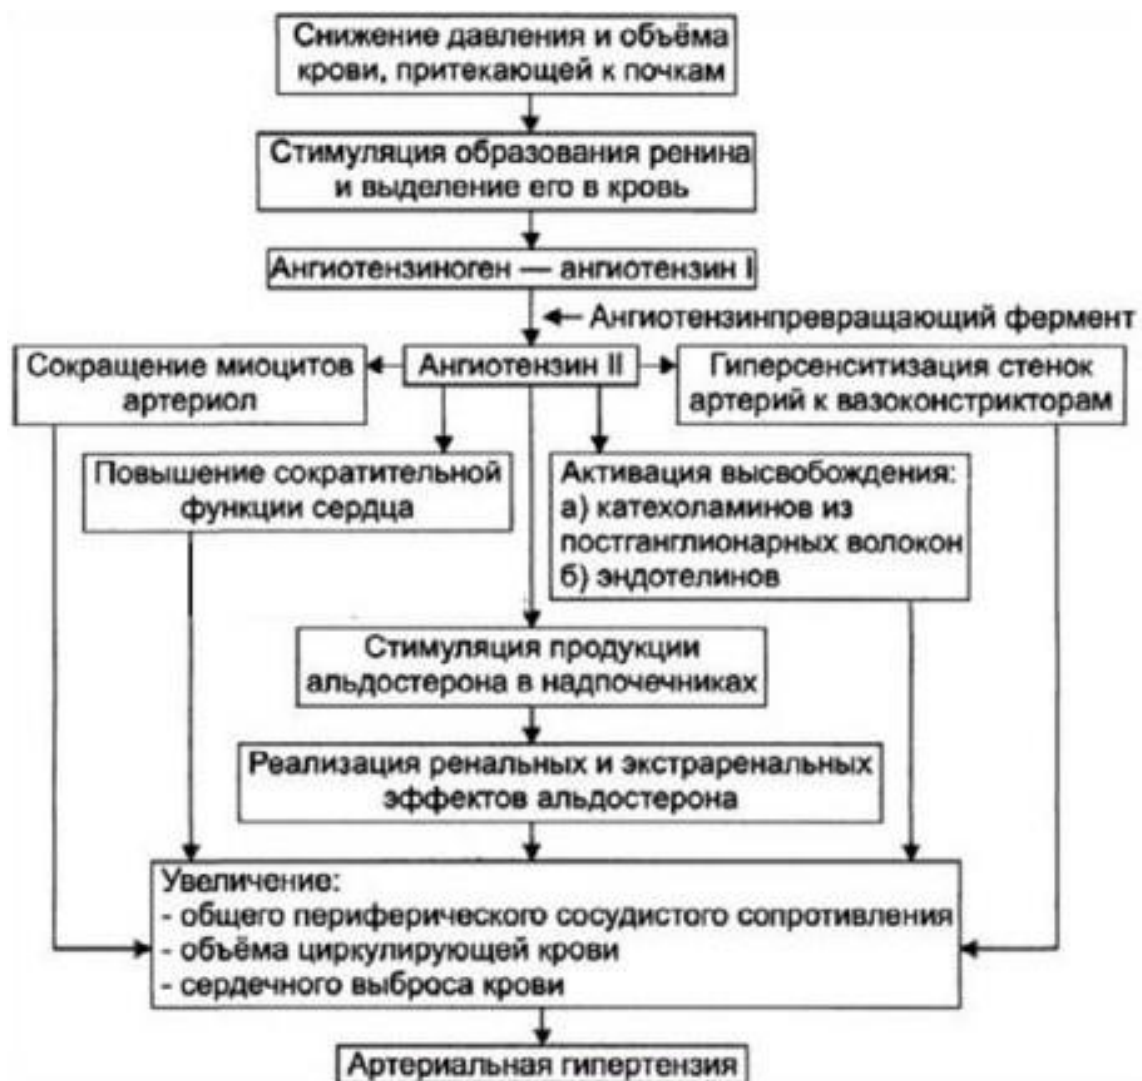 Снижение давления и объёма
крови, притекающей к почкам
Стимуляция образования ренина
и выделение его в кровь
Ангиотензиноген — ангиотензин I
Ангиотензинпревращающий фермент
Сокращение миоцитов
артериол
Ангиотензин II
Гиперсенситизация стенок
артерий к вазоконстрикторам
Повышение сократительной
функции сердца
Активация высвобождения:
а) катехоламинов из
постганглионарных волокон
б) эндотелинов
Стимуляция продукции
альдостерона в надпочечниках
Реализация ренальных и экстраренальных
эффектов альдостерона
Увеличение:
- общего периферического сосудистого сопротивления
- объёма циркулирующей крови
- сердечного выброса крови
Артериальная гипертензия